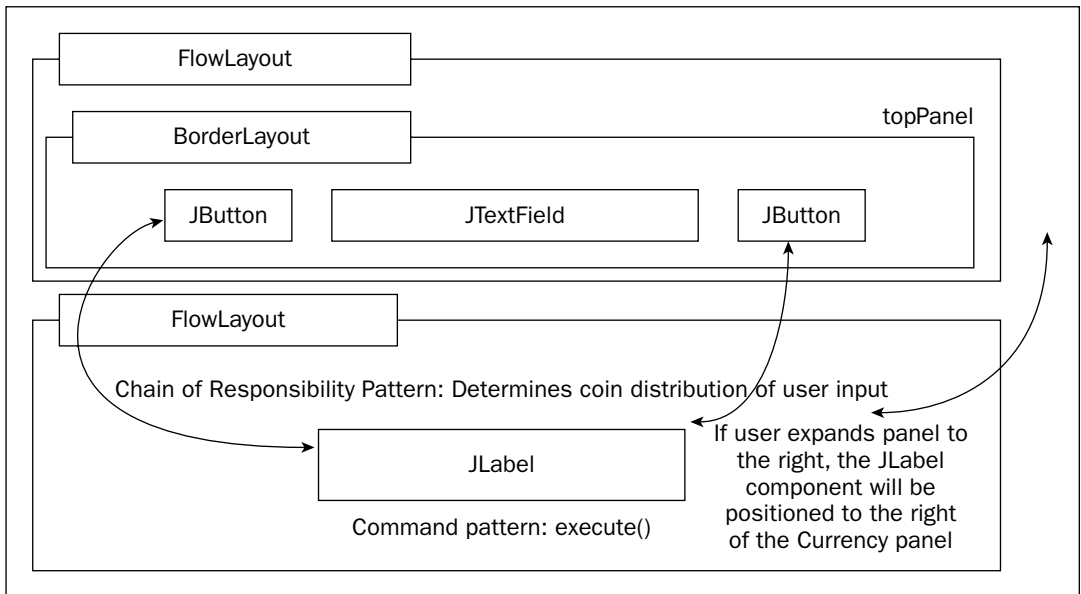 FlowLayout
topPanel
BorderLayout
JButton
JTextField
JButton
FlowLayout
Chain of Responsibility Pattern: Determines coin distribution of user input
JLabel
Command pattern: execute()
If user expands panel to
the right, the JLabel
component will be
positioned to the right
of the Currency panel